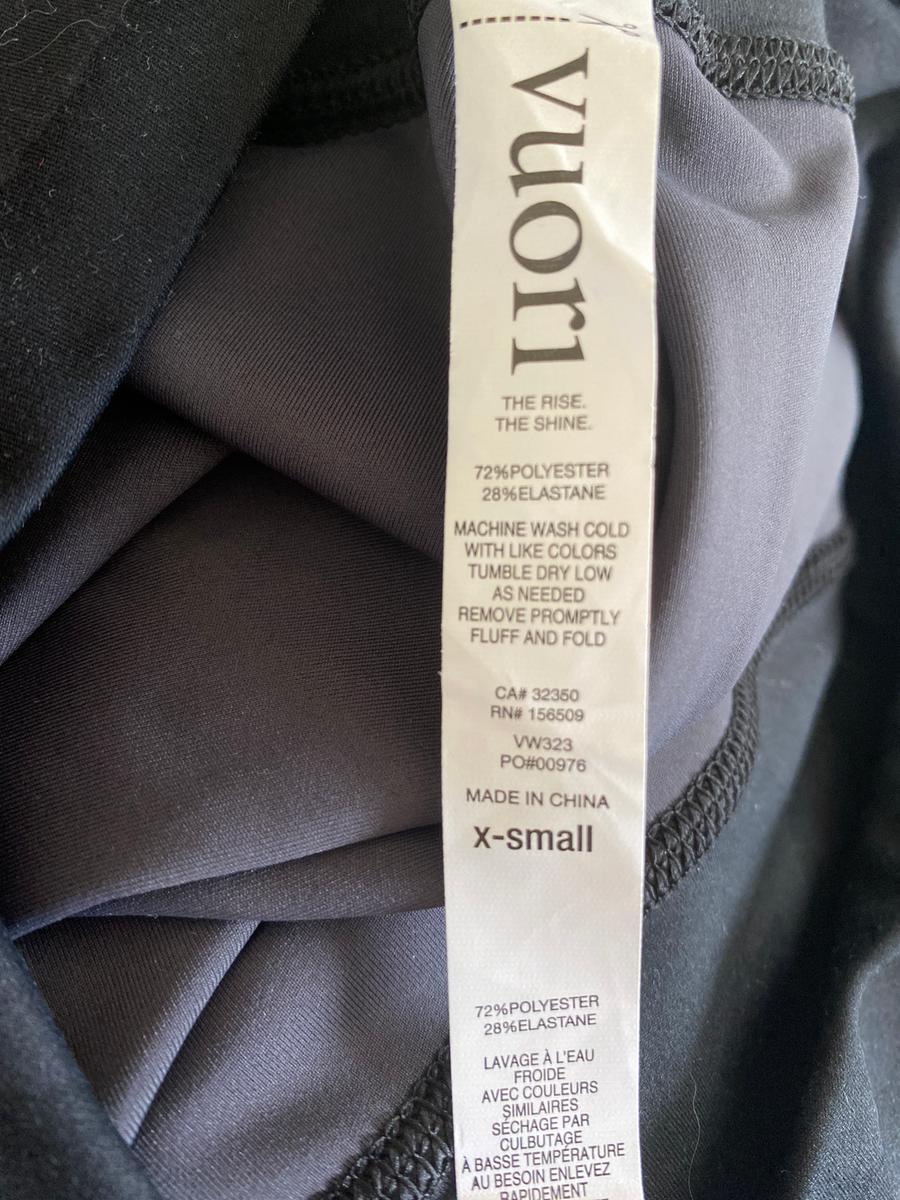 vuori
THE RISE.
THE SHINE.
72%POLYESTER
28%ELASTANE
MACHINE WASH COLD
WITH LIKE COLORS
TUMBLE DRY LOW
AS NEEDED
REMOVE PROMPTLY
FLUFF AND FOLD
CA# 32350
RN# 156509
VW323
PO#00976
MADE IN CHINA
x-small
72%POLYESTER
28%ELASTANE
LAVAGE À L'EAU
FROIDE
AVEC COULEURS
SIMILAIRES
SÉCHAGE PAR
CULBUTAGE
À BASSE TEMPÉRATURE
AU BESOIN ENLEVEZ
RAPIDEMENT